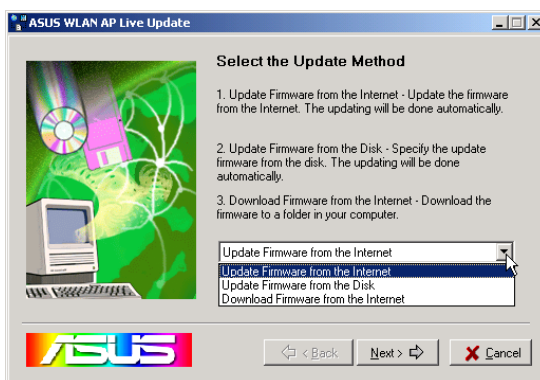 ASUS WLAN AP Live Update
Select the Update Method
1. Update Firmware from the Internet - Update the firmware
from the Internet. The updating will be done automatically.
2. Update Firmware from the Disk - Specify the update
firmware from the disk. The updating will be done
automatically.
3. Download Firmware from the Internet - Download the
firmware to a folder in your computer.
Update Firmware from the Internet
Update Firmware from the Internet
Update Firmware from the Disk
Download Firmware from the Internet
ASUS
< Back
Next >
Cancel